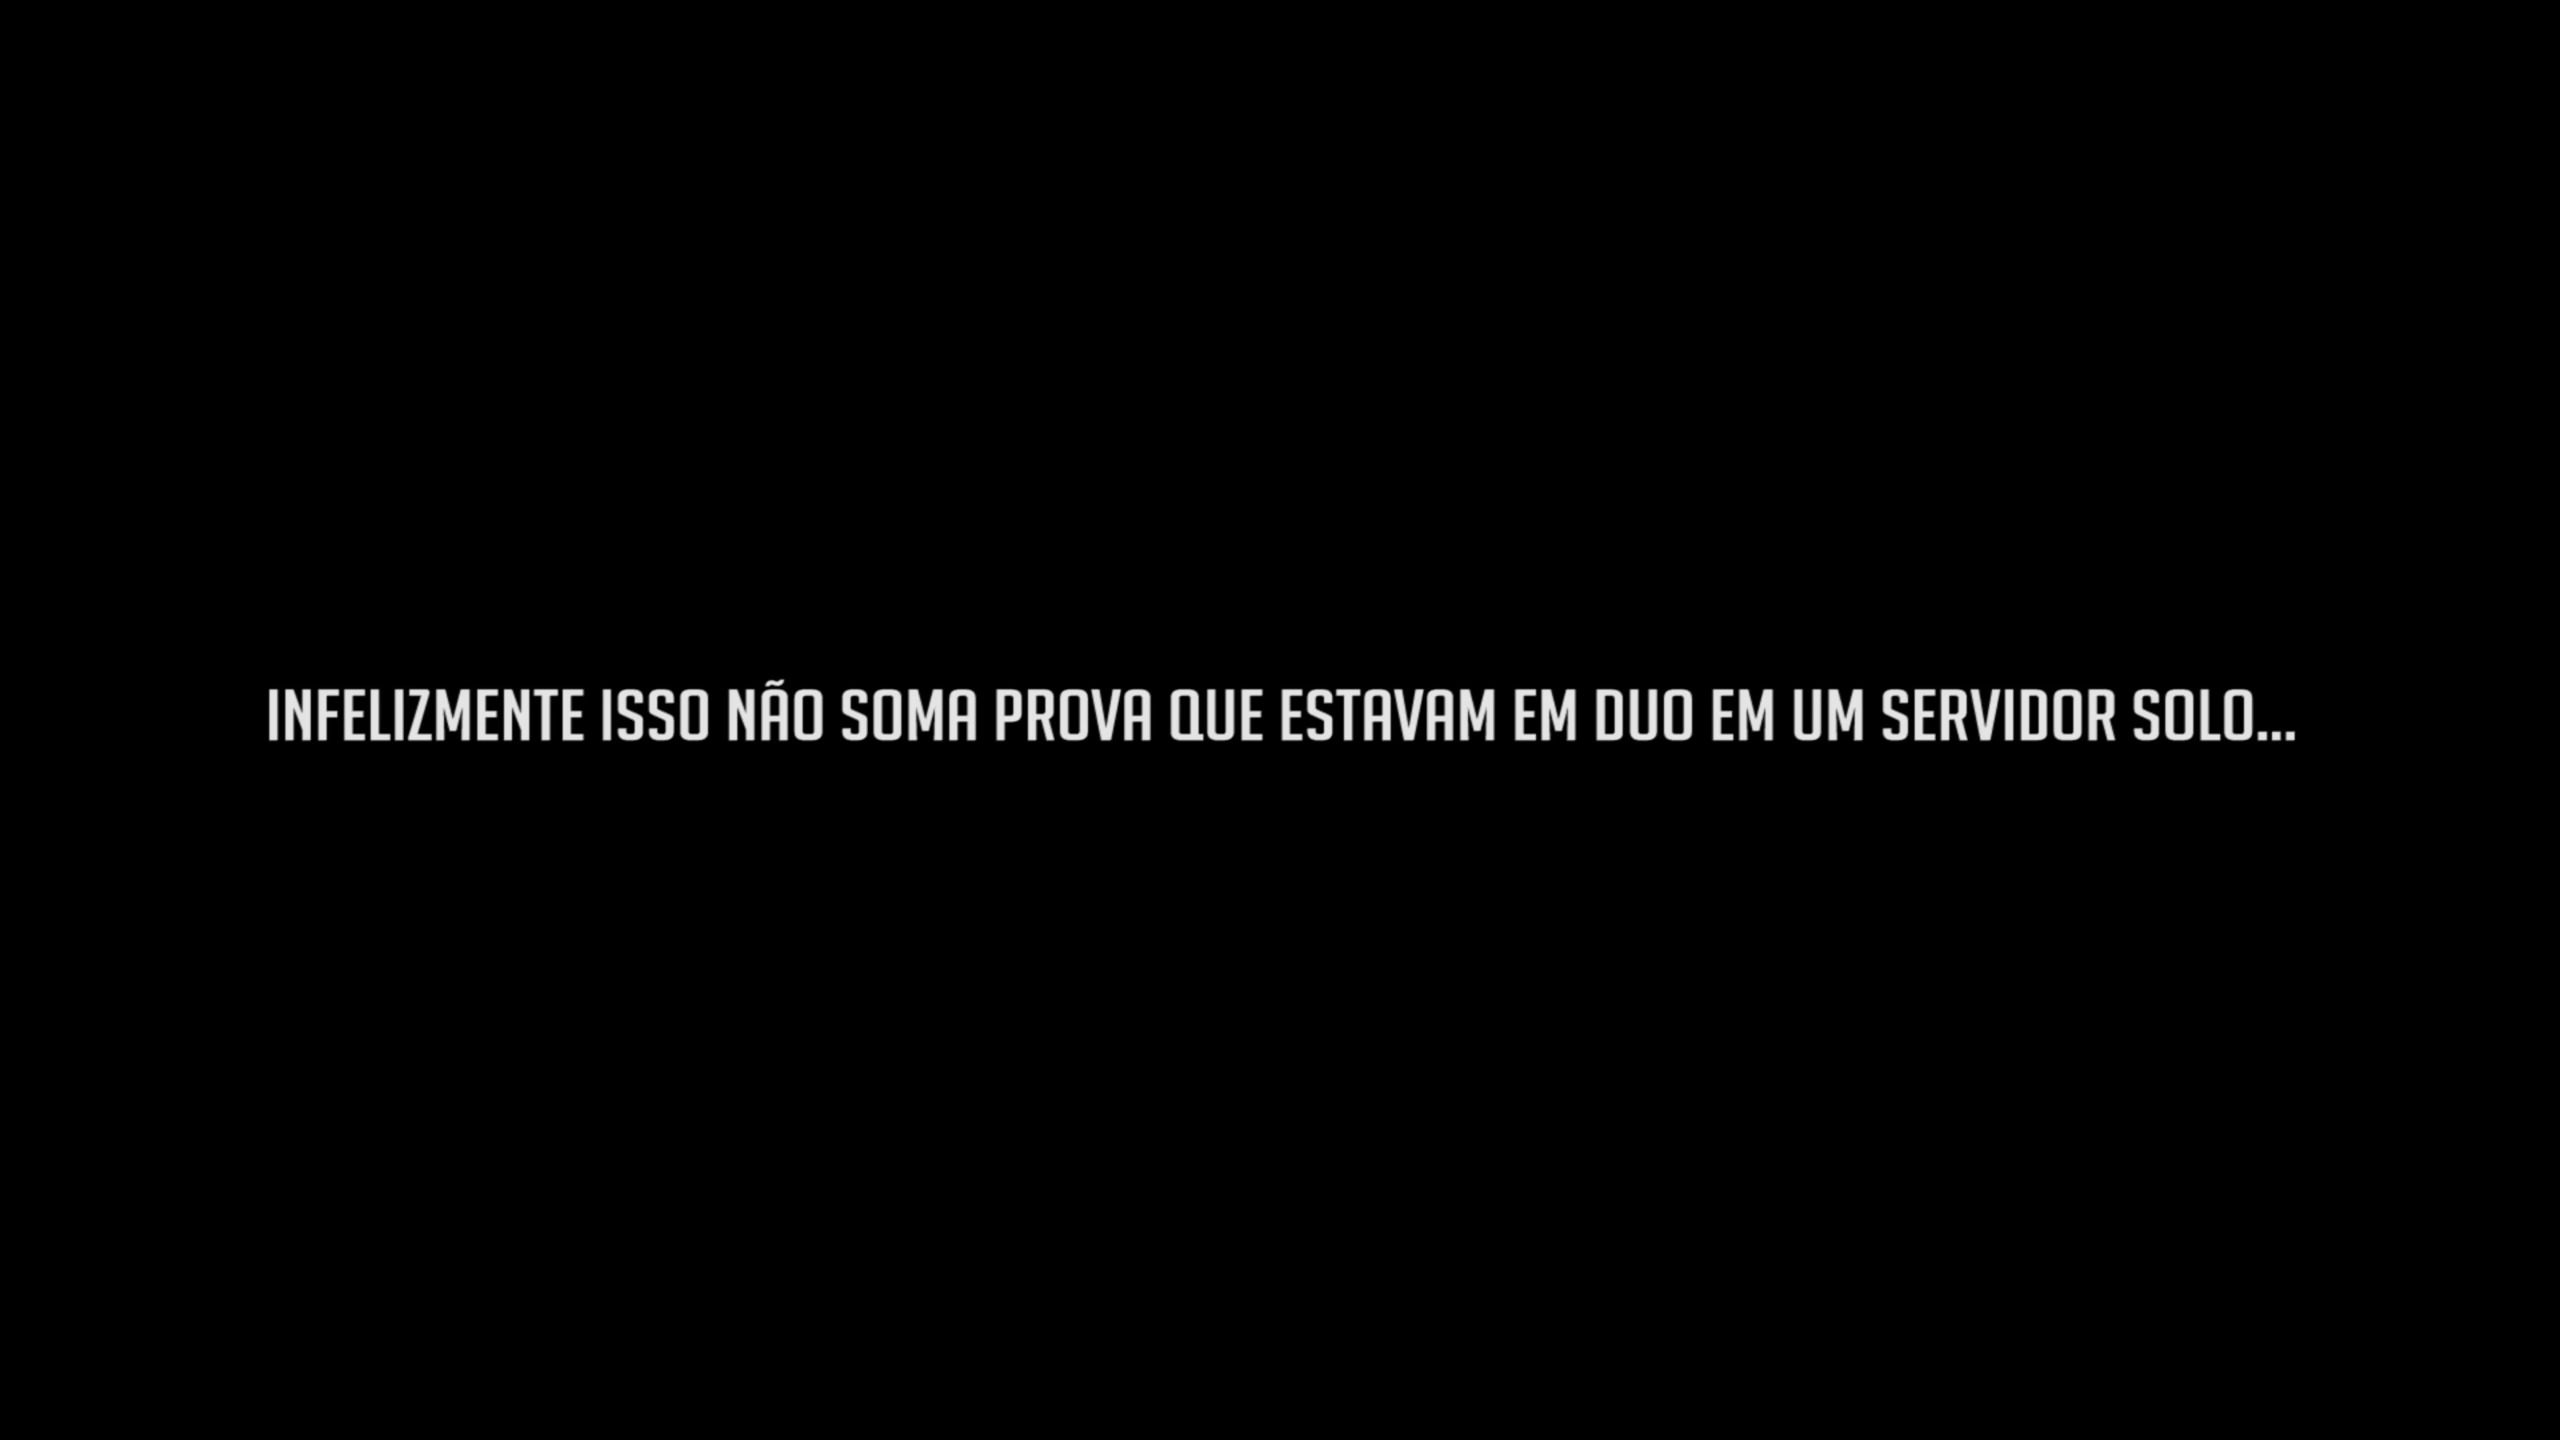 INFELIZMENTE ISSO NÃO SOMA PROVA QUE ESTAVAM EM DUO EM UM SERVIDOR SOLO...